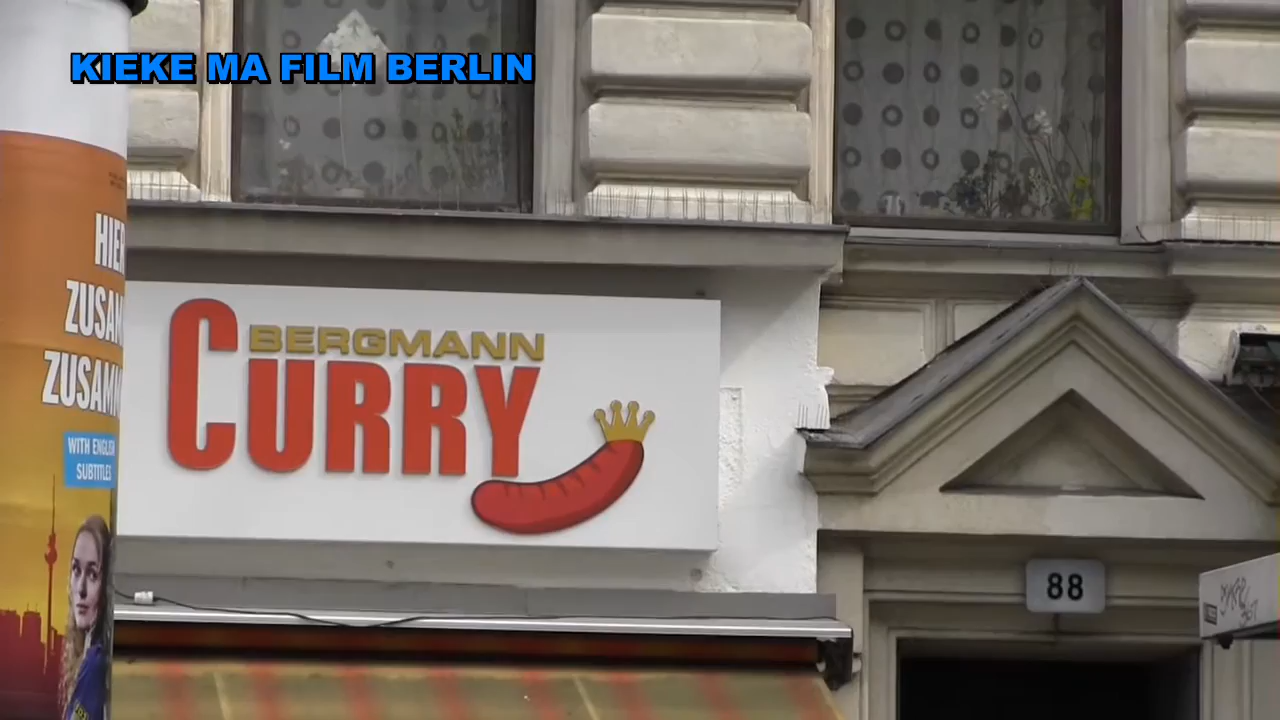 KIEKE MA FILM BERLIN
HIER
ZUSAM
ZUSAMM
WITH ENGLISH
SUBTITLES
BERGMANN
CURRY
88